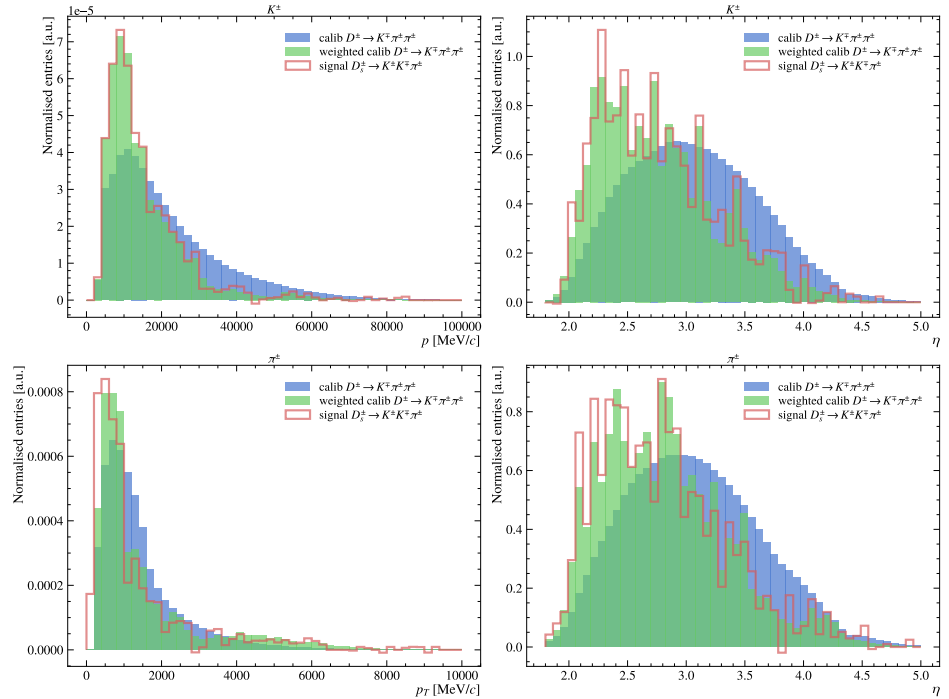 K± K±
1e−5
calib D± → K∓π±π±
weighted calib D± → K∓π±π±
signal D±s → K±K∓π±
Normalised entries [a.u.]
7
6
5
4
3
2
1
0
0 20000 40000 60000 80000 100000
p [MeV/c]
calib D± → K∓π±π±
weighted calib D± → K∓π±π±
signal D±s → K±K∓π±
Normalised entries [a.u.]
1.0
0.8
0.6
0.4
0.2
0.0
2.0 2.5 3.0 3.5 4.0 4.5 5.0
η
π± π±
calib D± → K∓π±π±
weighted calib D± → K∓π±π±
signal D±s → K±K∓π±
Normalised entries [a.u.]
0.0008
0.0006
0.0004
0.0002
0.0000
0 2000 4000 6000 8000 10000
pT [MeV/c]
calib D± → K∓π±π±
weighted calib D± → K∓π±π±
signal D±s → K±K∓π±
Normalised entries [a.u.]
0.8
0.6
0.4
0.2
0.0
2.0 2.5 3.0 3.5 4.0 4.5 5.0
η